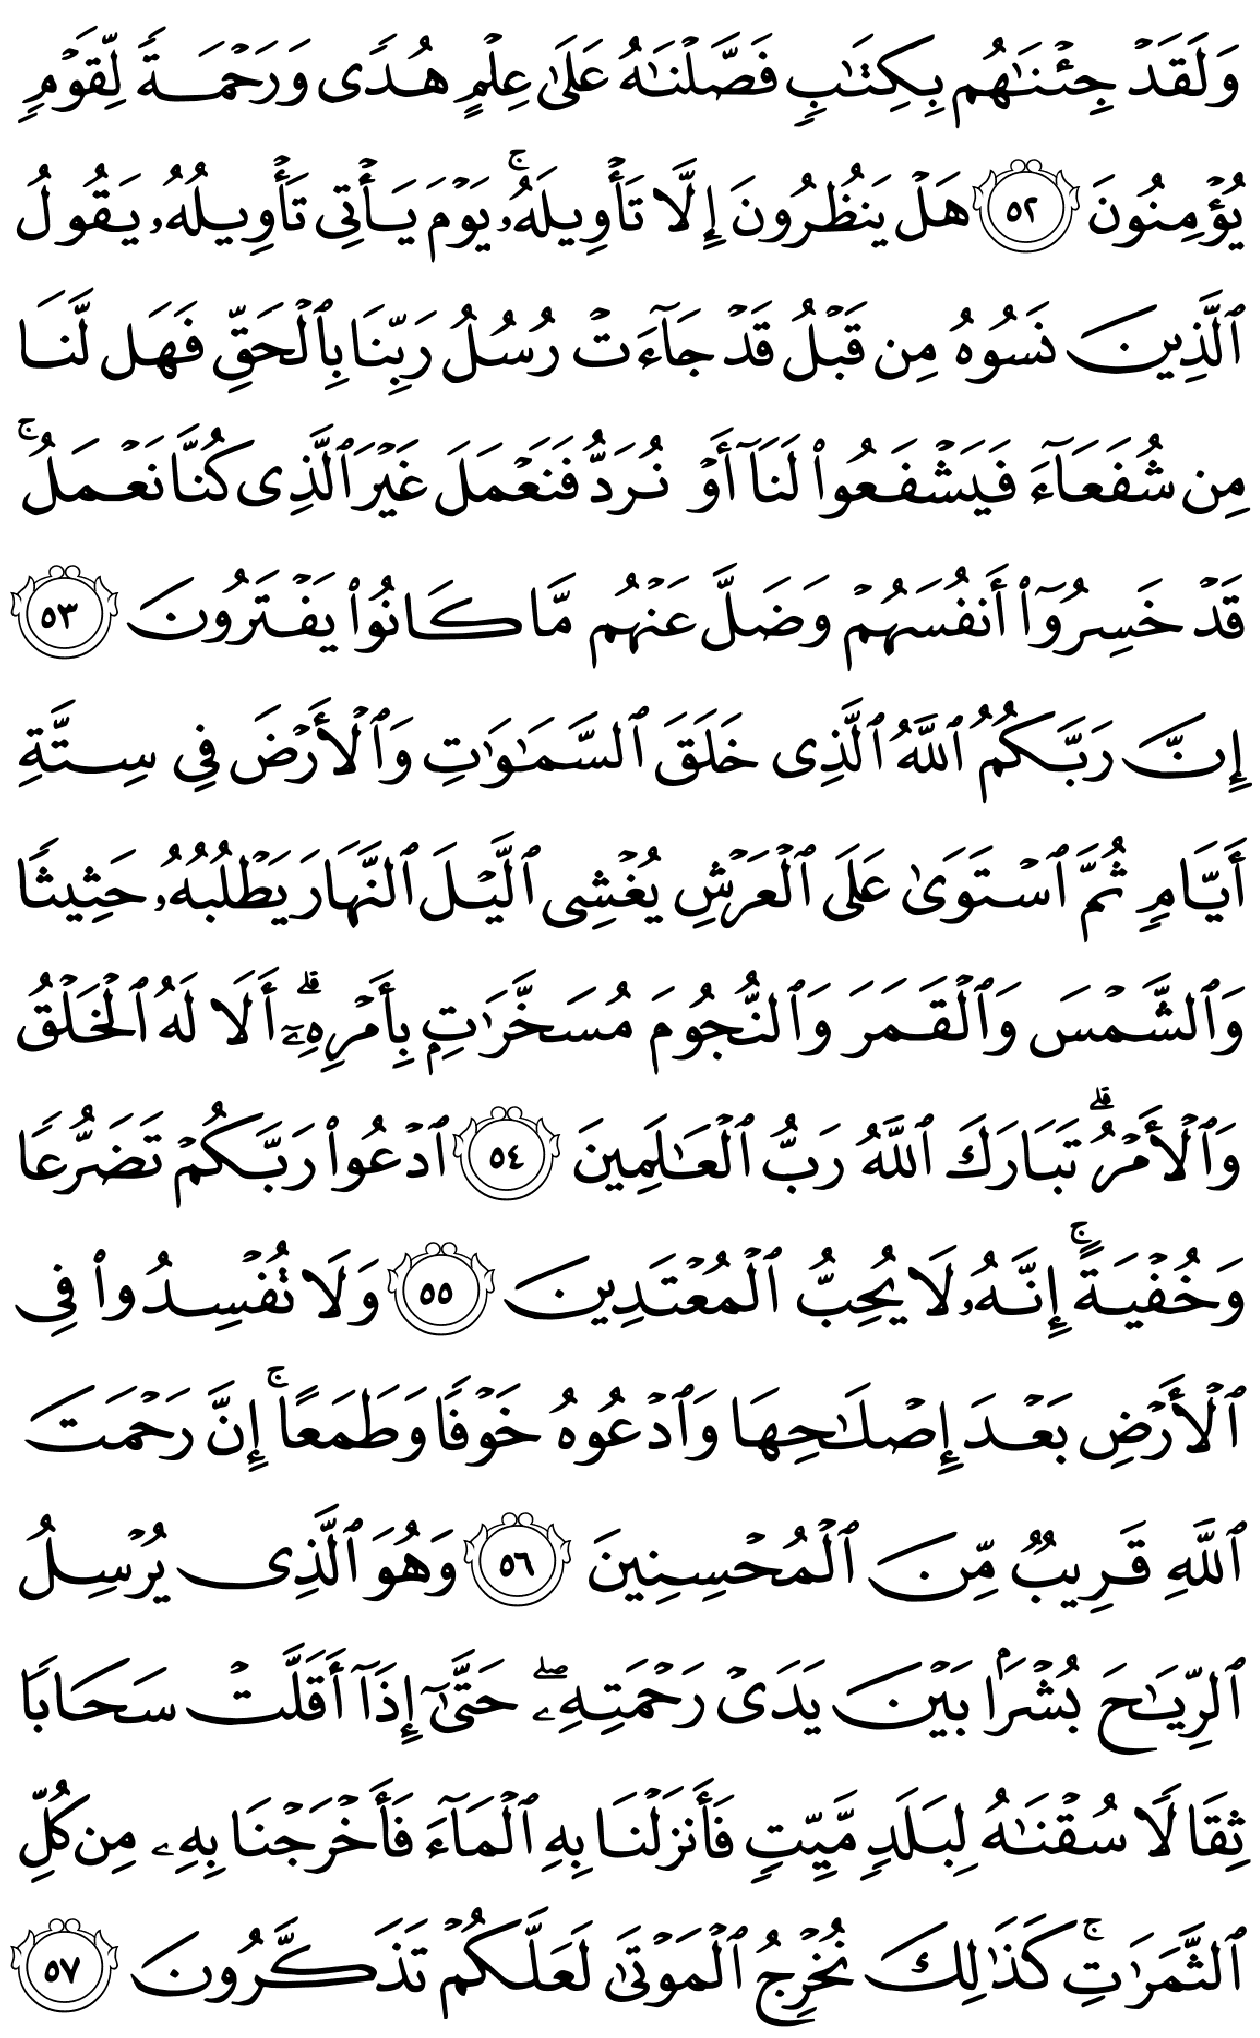 وَلَقَدۡ جِئۡنَٰهُم بِكِتَٰبٖ فَصَّلۡنَٰهُ عَلَىٰ عِلۡمٍ هُدٗى وَرَحۡمَةٗ لِّقَوۡمٖ
يُؤۡمِنُونَ ٥٢ هَلۡ يَنظُرُونَ إِلَّا تَأۡوِيلَهُۥۚ يَوۡمَ يَأۡتِي تَأۡوِيلُهُۥ يَقُولُ
ٱلَّذِينَ نَسُوهُ مِن قَبۡلُ قَدۡ جَآءَتۡ رُسُلُ رَبِّنَا بِٱلۡحَقِّ فَهَل لَّنَا
مِن شُفَعَآءَ فَيَشۡفَعُواْ لَنَآ أَوۡ نُرَدُّ فَنَعۡمَلَ غَيۡرَ ٱلَّذِي كُنَّا نَعۡمَلُۚ
قَدۡ خَسِرُوٓاْ أَنفُسَهُمۡ وَضَلَّ عَنۡهُم مَّا كَانُواْ يَفۡتَرُونَ ٥٣
إِنَّ رَبَّكُمُ ٱللَّهُ ٱلَّذِي خَلَقَ ٱلسَّمَٰوَٰتِ وَٱلۡأَرۡضَ فِي سِتَّةِ
أَيَّامٖ ثُمَّ ٱسۡتَوَىٰ عَلَى ٱلۡعَرۡشِ يُغۡشِي ٱلَّيۡلَ ٱلنَّهَارَ يَطۡلُبُهُۥ حَثِيثٗا
وَٱلشَّمۡسَ وَٱلۡقَمَرَ وَٱلنُّجُومَ مُسَخَّرَٰتِۭ بِأَمۡرِهِۦٓۗ أَلَا لَهُ ٱلۡخَلۡقُ
وَٱلۡأَمۡرُۗ تَبَارَكَ ٱللَّهُ رَبُّ ٱلۡعَٰلَمِينَ ٥٤ ٱدۡعُواْ رَبَّكُمۡ تَضَرُّعٗا
وَخُفۡيَةًۚ إِنَّهُۥ لَا يُحِبُّ ٱلۡمُعۡتَدِينَ ٥٥ وَلَا تُفۡسِدُواْ فِي
ٱلۡأَرۡضِ بَعۡدَ إِصۡلَٰحِهَا وَٱدۡعُوهُ خَوۡفٗا وَطَمَعًاۚ إِنَّ رَحۡمَتَ
ٱللَّهِ قَرِيبٞ مِّنَ ٱلۡمُحۡسِنِينَ ٥٦ وَهُوَ ٱلَّذِي يُرۡسِلُ
ٱلرِّيَٰحَ بُشۡرَۢا بَيۡنَ يَدَيۡ رَحۡمَتِهِۦۖ حَتَّىٰٓ إِذَآ أَقَلَّتۡ سَحَابٗا
ثِقَالٗا سُقۡنَٰهُ لِبَلَدٖ مَّيِّتٖ فَأَنزَلۡنَا بِهِ ٱلۡمَآءَ فَأَخۡرَجۡنَا بِهِۦ مِن كُلِّ
ٱلثَّمَرَٰتِۚ كَذَٰلِكَ نُخۡرِجُ ٱلۡمَوۡتَىٰ لَعَلَّكُمۡ تَذَكَّرُونَ ٥٧